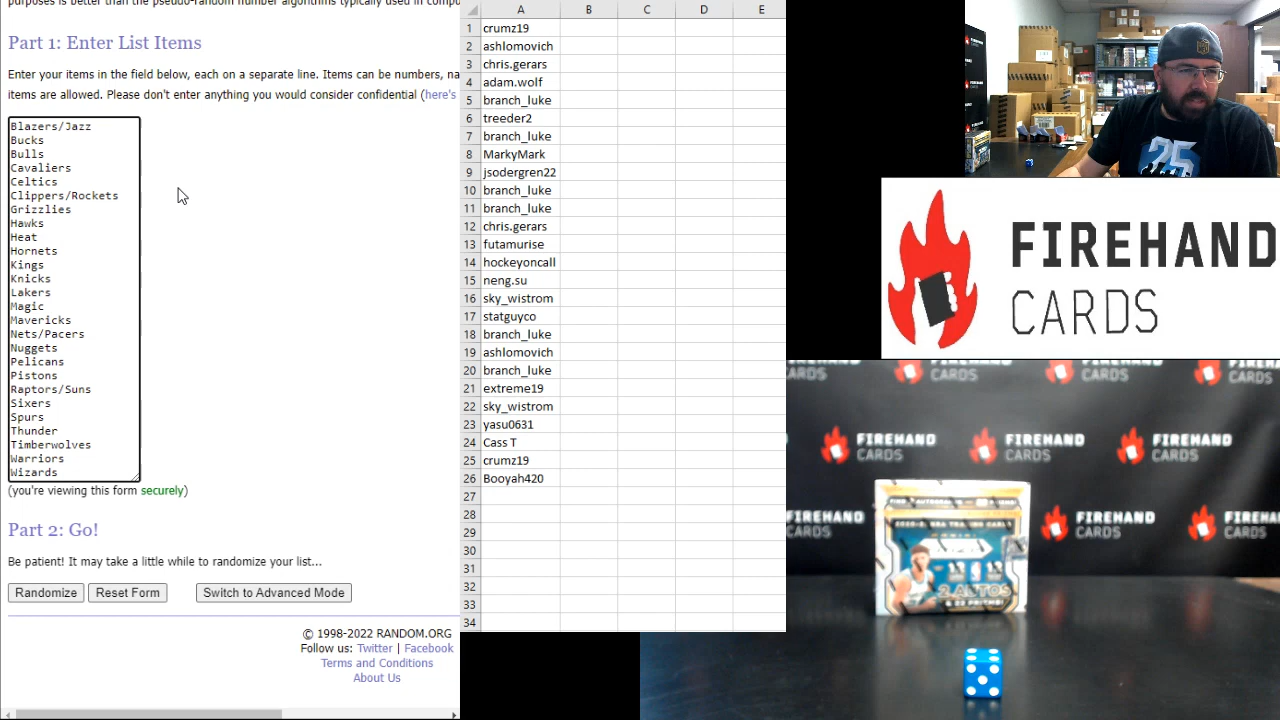 purposes is better than the pseudo-random number algorithms typically used in compu
Part 1: Enter List Items
Enter your items in the field below, each on a separate line. Items can be numbers, na
items are allowed. Please don't enter anything you would consider confidential (here's
Blazers/Jazz
Bucks
Bulls
Cavaliers
Celtics
Clippers/Rockets
Grizzlies
Hawks
Heat
Hornets
Kings
Knicks
Lakers
Magic
Mavericks
Nets/Pacers
Nuggets
Pelicans
Pistons
Raptors/Suns
Sixers
Spurs
Thunder
Timberwolves
Warriors
Wizards
(you're viewing this form securely)
Part 2: Go!
Be patient! It may take a little while to randomize your list...
Randomize
Reset Form
Switch to Advanced Mode
© 1998-2022 RANDOM.ORG
Follow us: Twitter | Facebook
Terms and Conditions
About Us
A B C D E
1 crumz19
2 ashlomovich
3 chris.gerars
4 adam.wolf
5 branch_luke
6 treeder2
7 branch_luke
8 MarkyMark
9 jsodergren22
10 branch_luke
11 branch_luke
12 chris.gerars
13 futamurise
14 hockeyoncall
15 neng.su
16 sky_wistrom
17 statguyco
18 branch_luke
19 ashlomovich
20 branch_luke
21 extreme19
22 sky_wistrom
23 yasu0631
24 Cass T
25 crumz19
26 Booyah420
27
28
29
30
31
32
33
34
25
FIREHAND
CARDS
CARDS
FIREHAND
CARDS
FIREHAND
CARDS
FIREHAND
CARDS
FIREHAND
CARDS
FIREHAND
CARDS
FIREHAND
CARDS
NBA TRADING CARDS
2 AUTOS